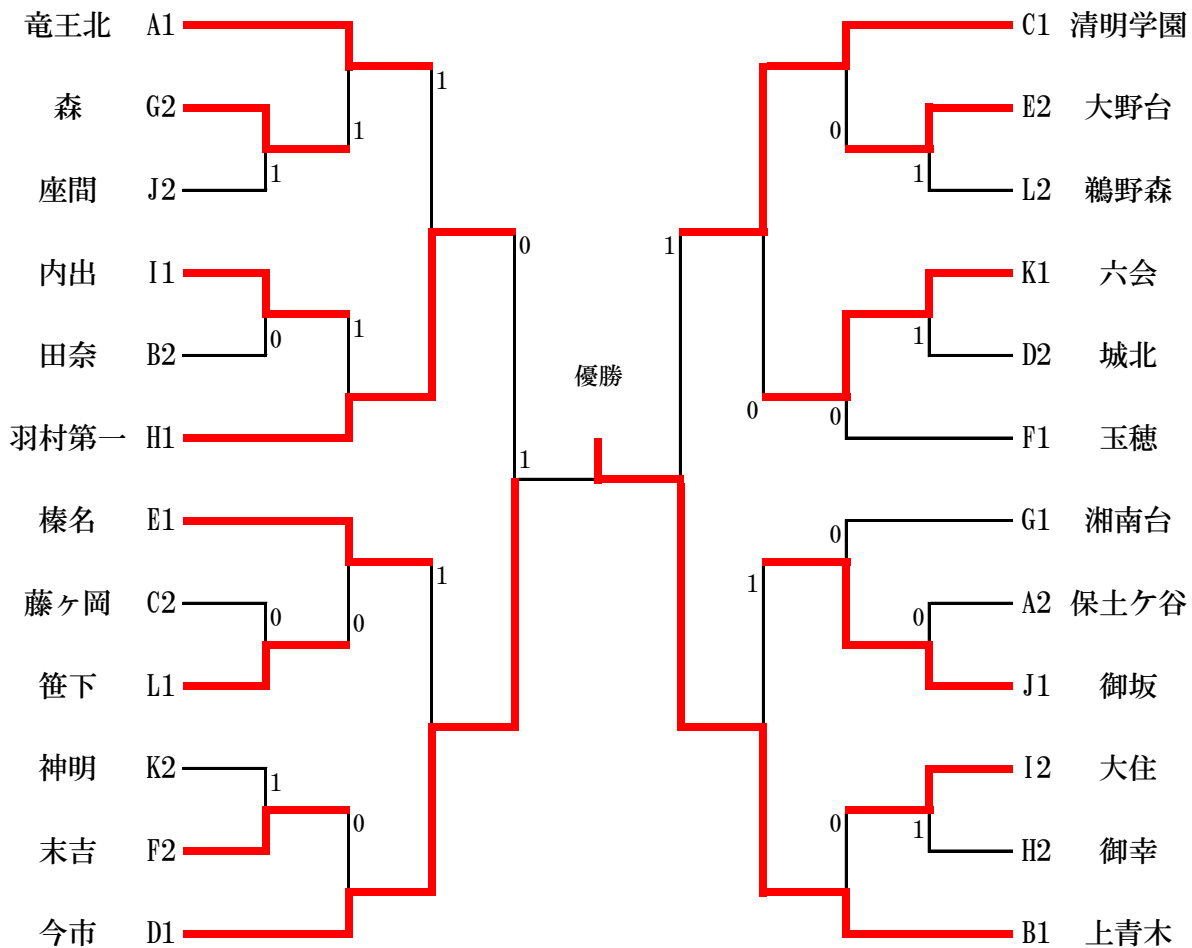 竜王北 A1
1
森 G2
1
1
座間 J2
内出 I1
0
1
田奈 B2
0
羽村第一 H1
1
榛名 E1
1
藤ヶ岡 C2
0
0
笹下 L1
神明 K2
1
0
末吉 F2
今市 D1
優勝
C1 清明学園
E2 大野台
0
1
L2 鵜野森
1
K1 六会
1
D2 城北
0
0
F1 玉穂
G1 湘南台
0
1
A2 保土ケ谷
0
J1 御坂
I2 大住
0
1
H2 御幸
B1 上青木